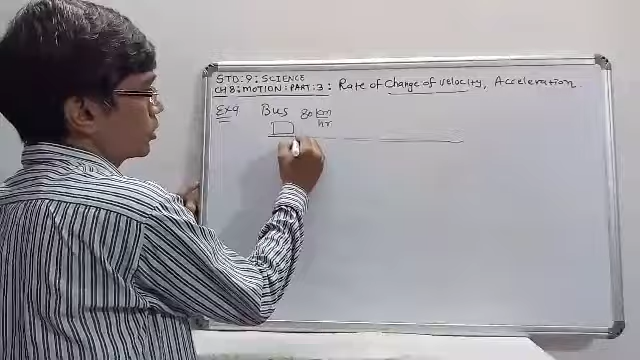 STD: 9: SCIENCE
CH 8: MOTION: PART: 3: Rate of Change of velocity, Acceleration.
Ex 9 Bus 80 km
hr